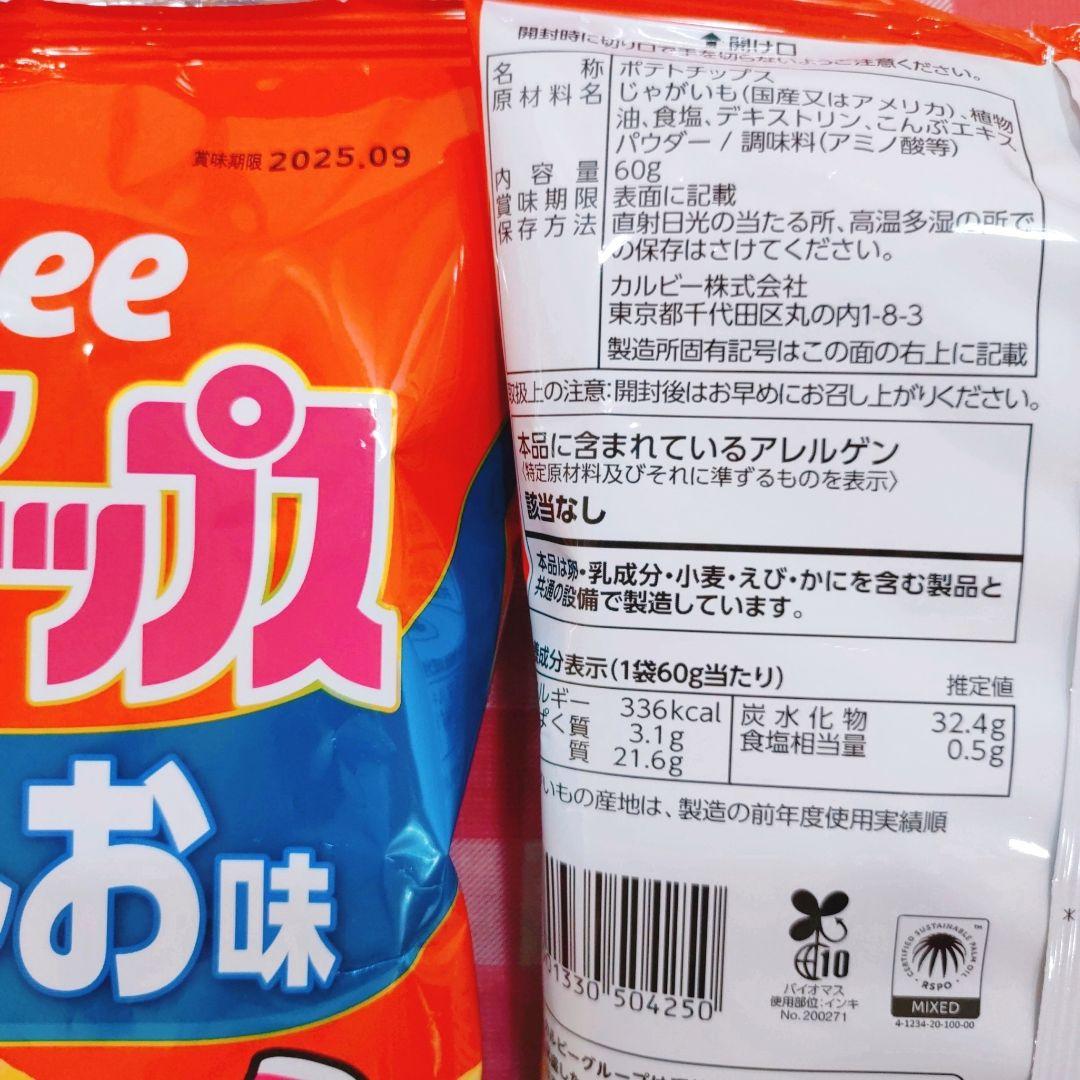 賞味期限 2025.09
ee
ップス
お味
開け口
開封時に切り口で手を切らないようご注意ください。
名称 ポテトチップス
原材料名 じゃがいも(国産又はアメリカ)、植物
油、食塩、デキストリン、こんぶエキス
パウダー / 調味料(アミノ酸等)
内容量 60g
賞味期限 表面に記載
保存方法 直射日光の当たる所、高温多湿の所で
の保存はさけてください。
カルビー株式会社
東京都千代田区丸の内1-8-3
製造所固有記号はこの面の右上に記載
取扱上の注意:開封後はお早めにお召し上がりください。
本品に含まれているアレルゲン
〈特定原材料及びそれに準ずるものを表示〉
該当なし
本品は卵・乳成分・小麦・えび・かにを含む製品と
共通の設備で製造しています。
成分表示(1袋60g当たり) 推定値
ルギー 336kcal 炭水化物 32.4g
ぱく質 3.1g 食塩相当量 0.5g
質 21.6g
いもの産地は、製造の前年度使用実績順
01330 504250
10
バイオマス
使用部位:インキ
No.200271
CERTIFIED SUSTAINABLE PALM OIL
RSPO
MIXED
4-1234-20-100-00